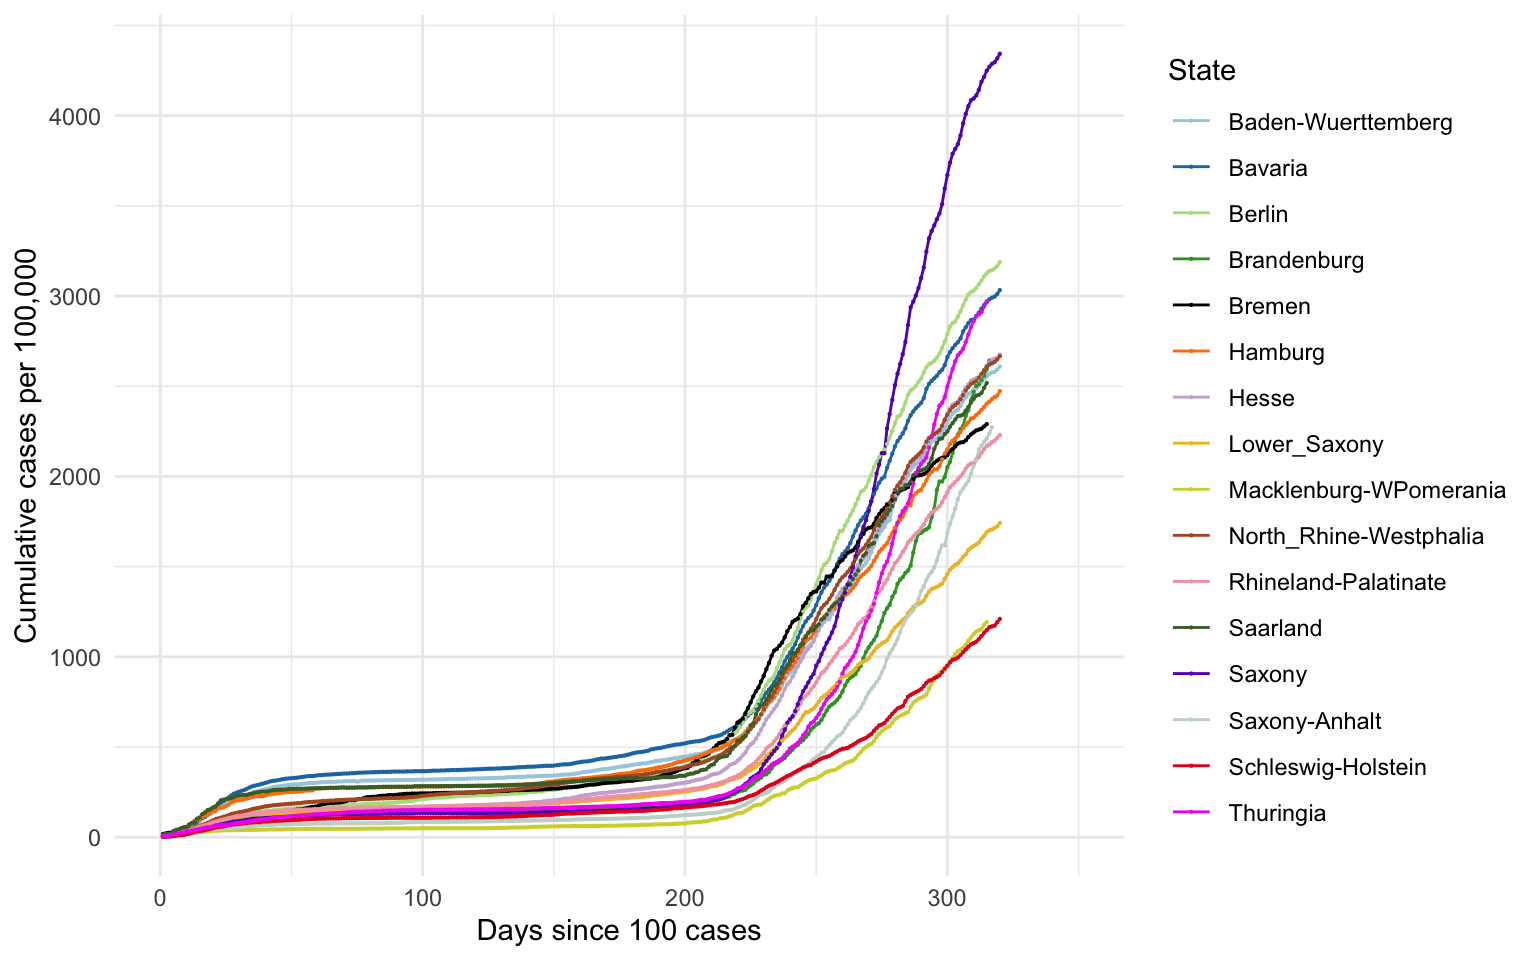 4000
3000
2000
1000
0
Cumulative cases per 100,000
0 100 200 300
Days since 100 cases
State
Baden-Wuerttemberg
Bavaria
Berlin
Brandenburg
Bremen
Hamburg
Hesse
Lower_Saxony
Macklenburg-WPomerania
North_Rhine-Westphalia
Rhineland-Palatinate
Saarland
Saxony
Saxony-Anhalt
Schleswig-Holstein
Thuringia